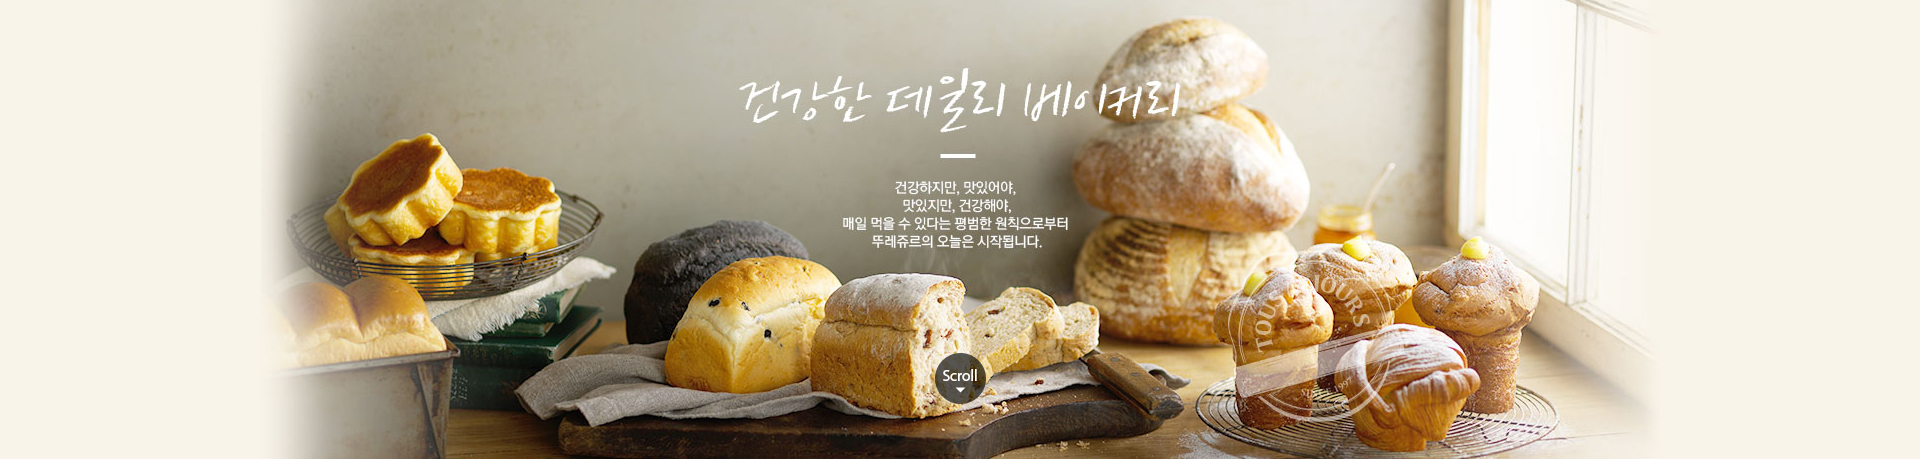 건강한 데일리 베이커리
건강하지만, 맛있어야,
맛있지만, 건강해야,
매일 먹을 수 있다는 평범한 원칙으로부터
뚜레쥬르의 오늘은 시작됩니다.
Scroll
TOUS JOURS
1997